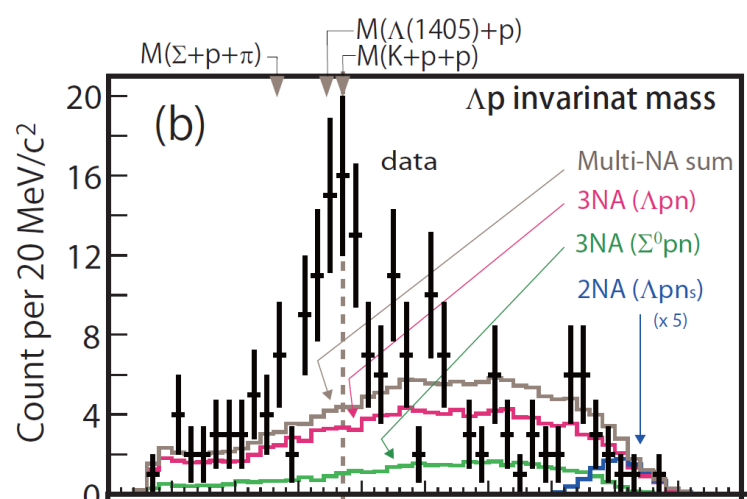 M(Λ(1405)+p)
M(Σ+p+π)
M(K+p+p)
20
(b)
Λp invarinat mass
data
Multi-NA sum
16
3NA (Λpn)
3NA (Σ⁰pn)
12
2NA (Λpnₛ)
(x 5)
8
4
0
Count per 20 MeV/c²